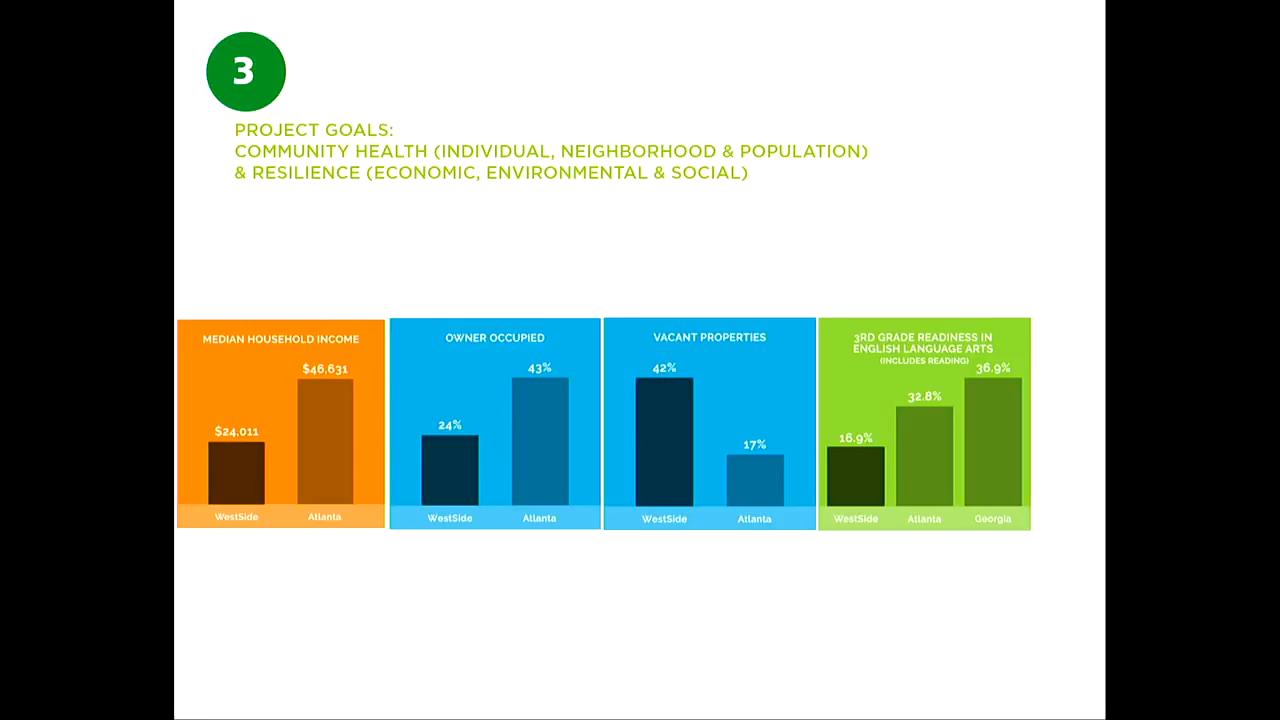 3
PROJECT GOALS:
COMMUNITY HEALTH (INDIVIDUAL, NEIGHBORHOOD & POPULATION)
& RESILIENCE (ECONOMIC, ENVIRONMENTAL & SOCIAL)
MEDIAN HOUSEHOLD INCOME
$46,631
$24,011
WestSide
Atlanta
OWNER OCCUPIED
43%
24%
WestSide
Atlanta
VACANT PROPERTIES
42%
17%
WestSide
Atlanta
3RD GRADE READINESS IN
ENGLISH LANGUAGE ARTS
(INCLUDES READING)
36.9%
32.8%
16.9%
WestSide
Atlanta
Georgia